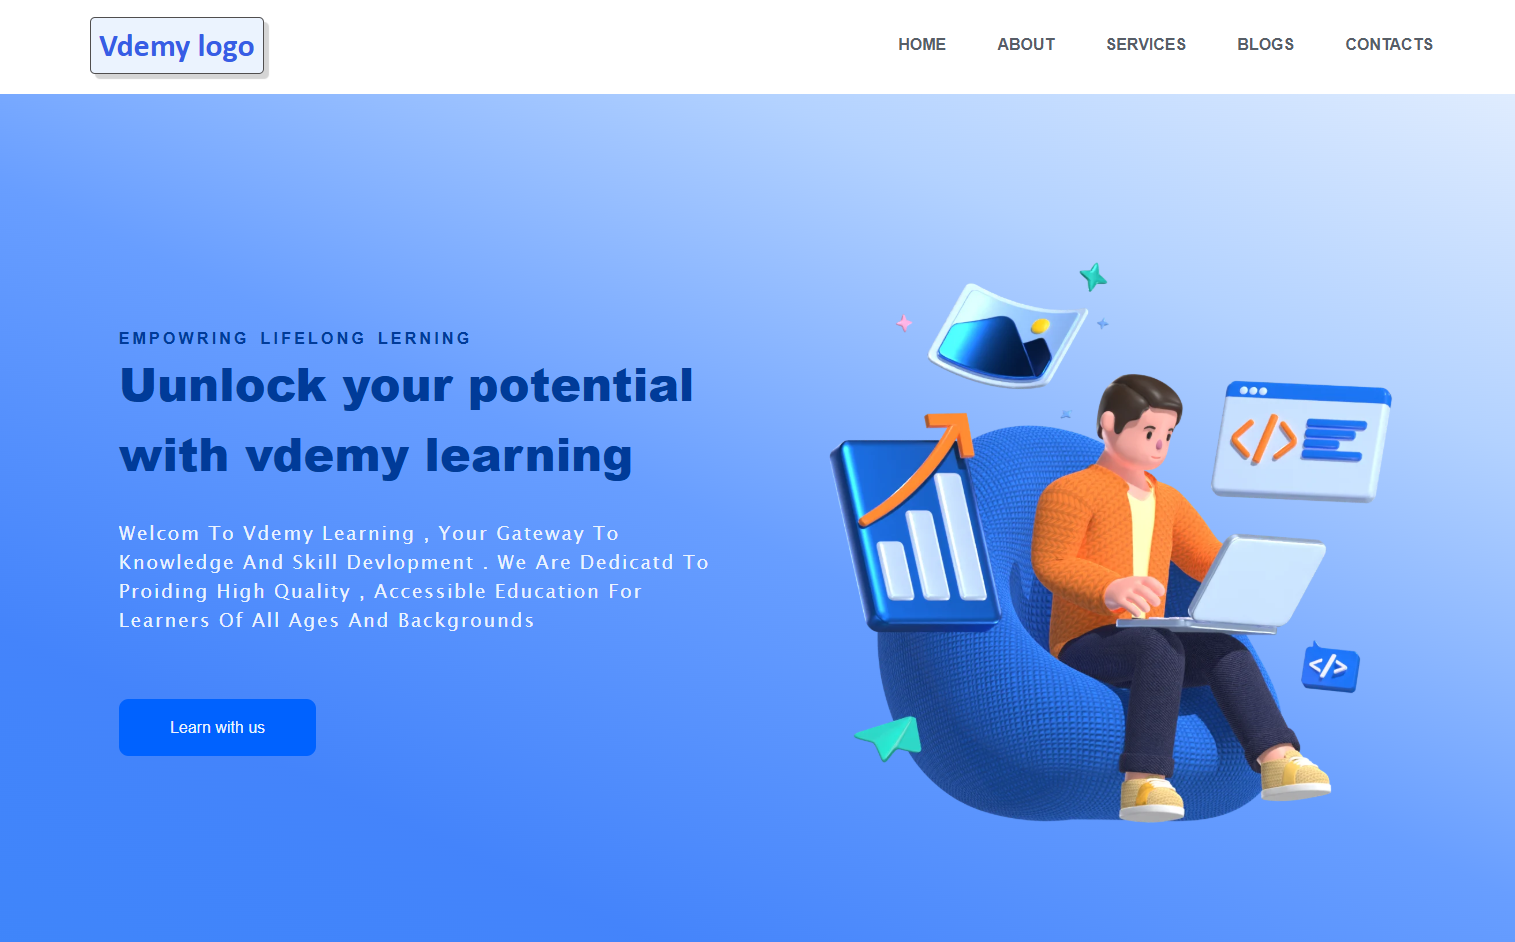 Vdemy logo
HOME ABOUT SERVICES BLOGS CONTACTS
EMPOWRING LIFELONG LERNING
Uunlock your potential
with vdemy learning
Welcom To Vdemy Learning , Your Gateway To
Knowledge And Skill Devlopment . We Are Dedicatd To
Proiding High Quality , Accessible Education For
Learners Of All Ages And Backgrounds
Learn with us